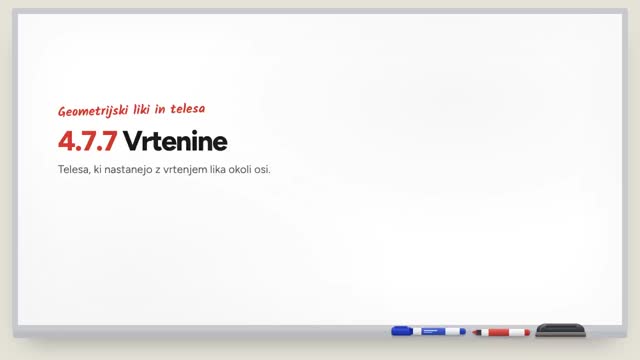 Geometrijski liki in telesa
4.7.7 Vrtenine
Telesa, ki nastanejo z vrtenjem lika okoli osi.